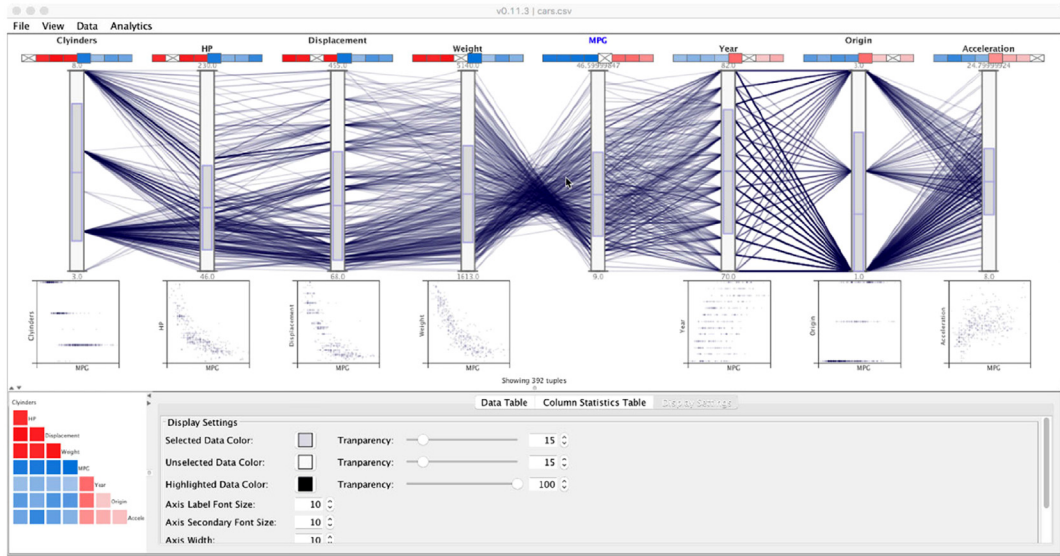 v0.11.3 | cars.csv
File View Data Analytics
Clyinders
HP
Displacement
Weight
MPG
Year
Origin
Acceleration
8.0
230.0
455.0
5140.0
46.59999847
82.0
3.0
24.79999924
3.0
46.0
68.0
1613.0
9.0
70.0
1.0
8.0
Clyinders
MPG
HP
MPG
Displacement
MPG
Weight
MPG
Year
MPG
Origin
MPG
Acceleration
MPG
Showing 392 tuples
Clyinders
HP
Displacement
Weight
MPG
Year
Origin
Accele
Data Table Column Statistics Table Display Settings
Display Settings
Selected Data Color: Tranparency: 15
Unselected Data Color: Tranparency: 15
Highlighted Data Color: Tranparency: 100
Axis Label Font Size: 10
Axis Secondary Font Size: 10
Axis Width: 10